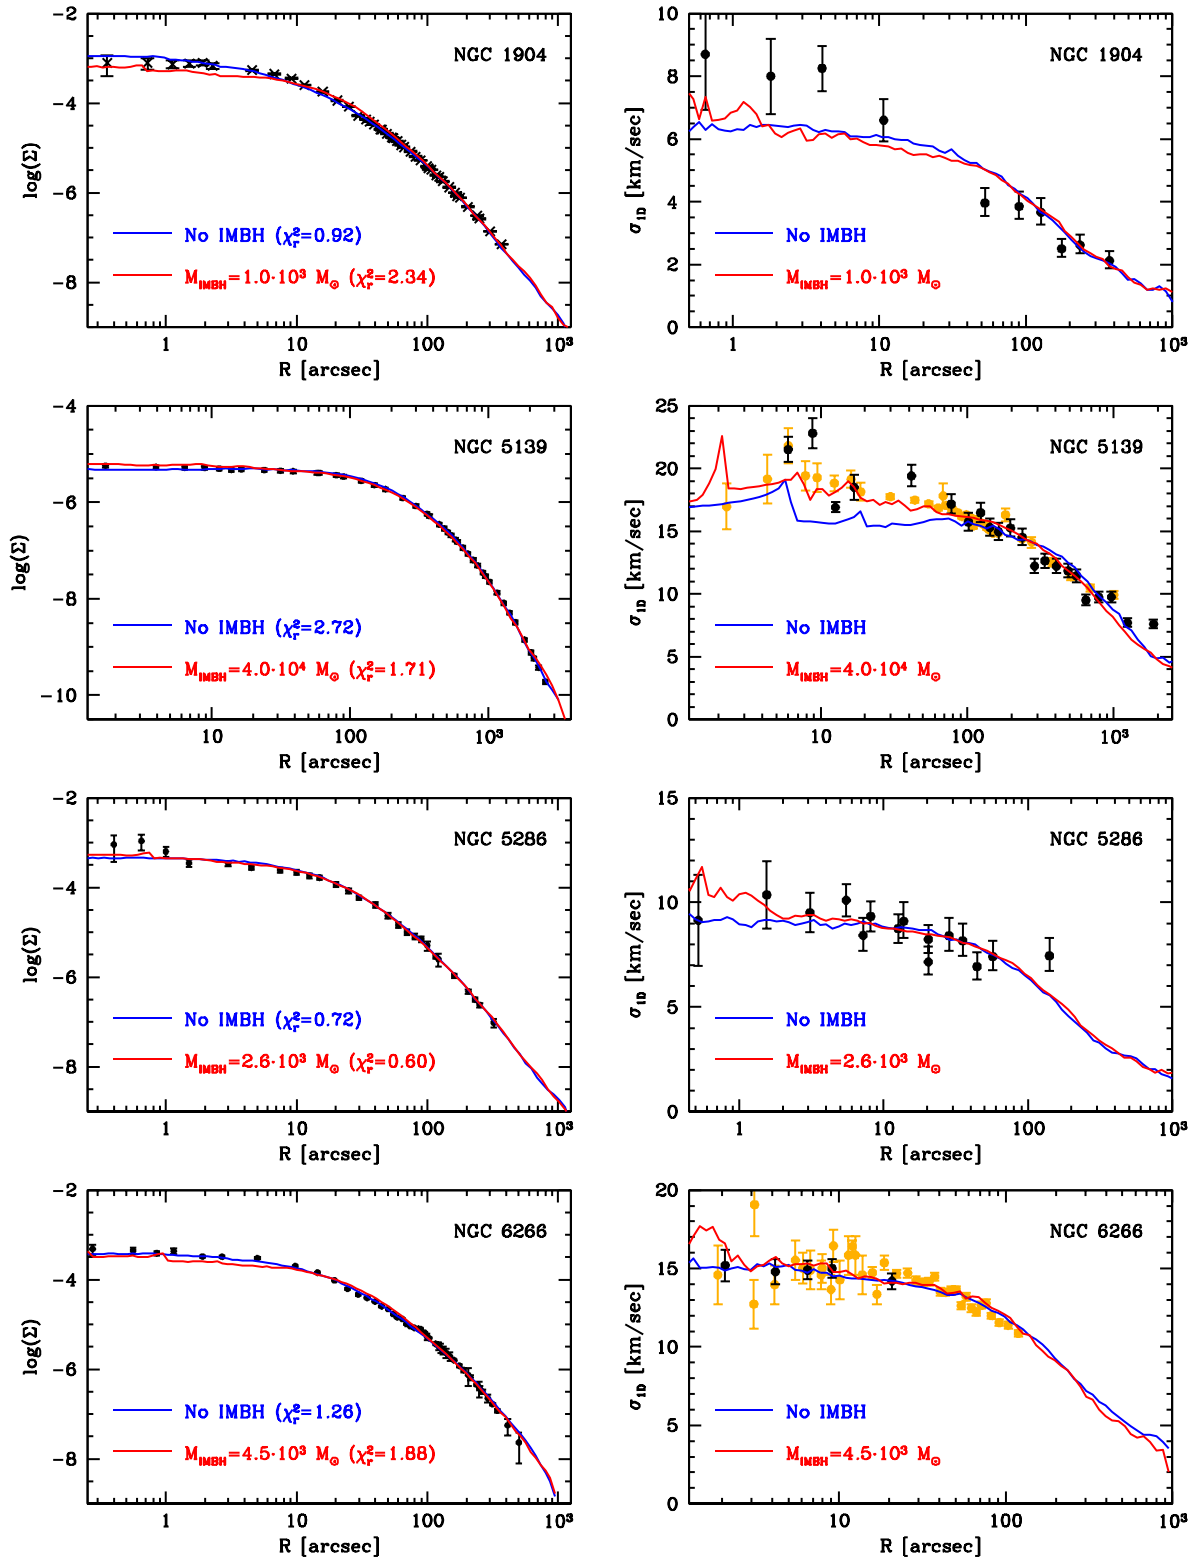 NGC 1904
log(Σ)
−2
−4
−6
−8
No IMBH (χ²ᵣ=0.92)
M_IMBH=1.0·10³ M⊙ (χ²ᵣ=2.34)
1 10 100 10³
R [arcsec]
NGC 1904
σ₁D [km/sec]
10
8
6
4
2
0
No IMBH
M_IMBH=1.0·10³ M⊙
1 10 100 10³
R [arcsec]
NGC 5139
log(Σ)
−4
−6
−8
−10
No IMBH (χ²ᵣ=2.72)
M_IMBH=4.0·10⁴ M⊙ (χ²ᵣ=1.71)
10 100 10³
R [arcsec]
NGC 5139
σ₁D [km/sec]
25
20
15
10
5
0
No IMBH
M_IMBH=4.0·10⁴ M⊙
10 100 10³
R [arcsec]
NGC 5286
log(Σ)
−2
−4
−6
−8
No IMBH (χ²ᵣ=0.72)
M_IMBH=2.6·10³ M⊙ (χ²ᵣ=0.60)
1 10 100 10³
R [arcsec]
NGC 5286
σ₁D [km/sec]
15
10
5
0
No IMBH
M_IMBH=2.6·10³ M⊙
1 10 100 10³
R [arcsec]
NGC 6266
log(Σ)
−2
−4
−6
−8
No IMBH (χ²ᵣ=1.26)
M_IMBH=4.5·10³ M⊙ (χ²ᵣ=1.88)
1 10 100 10³
R [arcsec]
NGC 6266
σ₁D [km/sec]
20
15
10
5
0
No IMBH
M_IMBH=4.5·10³ M⊙
10 100 10³
R [arcsec]